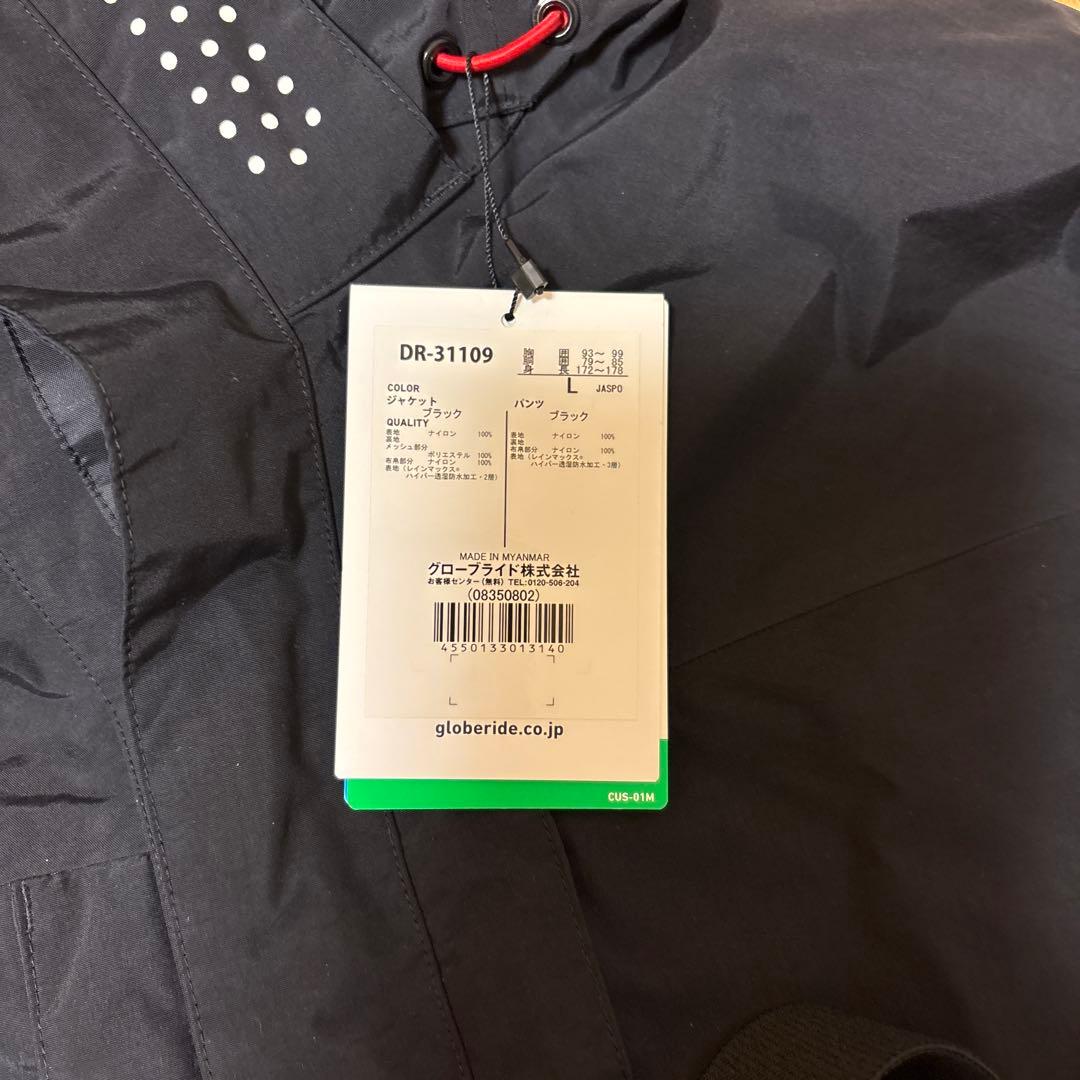 DR-31109
胸 囲 93～ 99
胴 囲 79～ 85
身 長 172～178
L JASPO
COLOR
ジャケット
ブラック
パンツ
ブラック
QUALITY
表地 ナイロン 100%
裏地
メッシュ部分
ポリエステル 100%
布帛部分 ナイロン 100%
表地（レインマックス®
ハイパー透湿防水加工・2層）
表地 ナイロン 100%
裏地
布帛部分 ナイロン 100%
表地（レインマックス®
ハイパー透湿防水加工・3層）
MADE IN MYANMAR
グローブライド株式会社
お客様センター（無料）TEL:0120-506-204
（08350802）
4550133013140
globeride.co.jp
CUS-01M